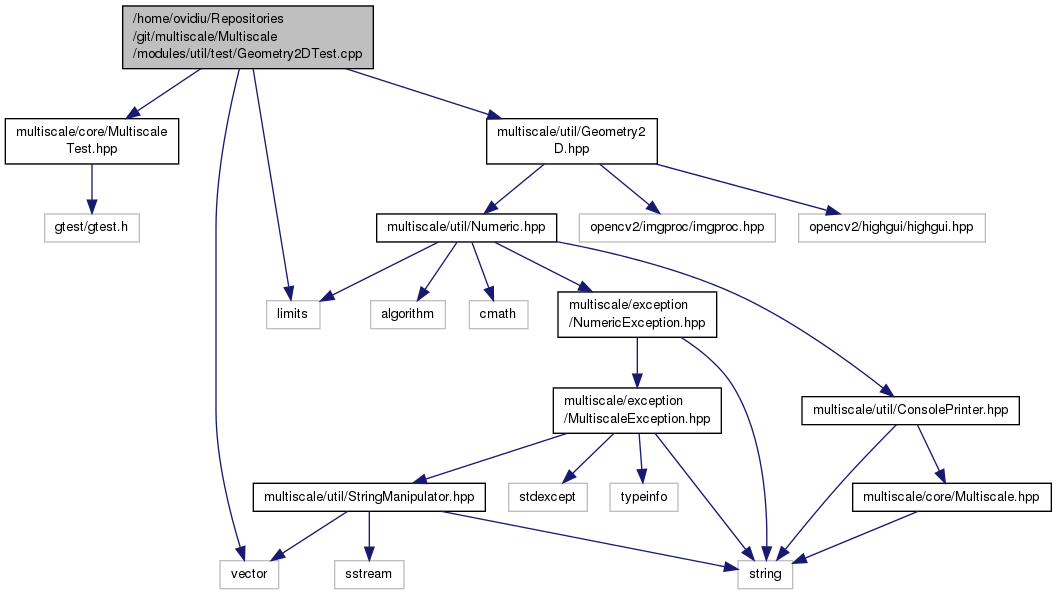 /home/ovidiu/Repositories
/git/multiscale/Multiscale
/modules/util/test/Geometry2DTest.cpp
multiscale/core/Multiscale
Test.hpp
multiscale/util/Geometry2
D.hpp
gtest/gtest.h
multiscale/util/Numeric.hpp
opencv2/imgproc/imgproc.hpp
opencv2/highgui/highgui.hpp
limits
algorithm
cmath
multiscale/exception
/NumericException.hpp
multiscale/exception
/MultiscaleException.hpp
multiscale/util/ConsolePrinter.hpp
multiscale/util/StringManipulator.hpp
stdexcept
typeinfo
multiscale/core/Multiscale.hpp
vector
sstream
string